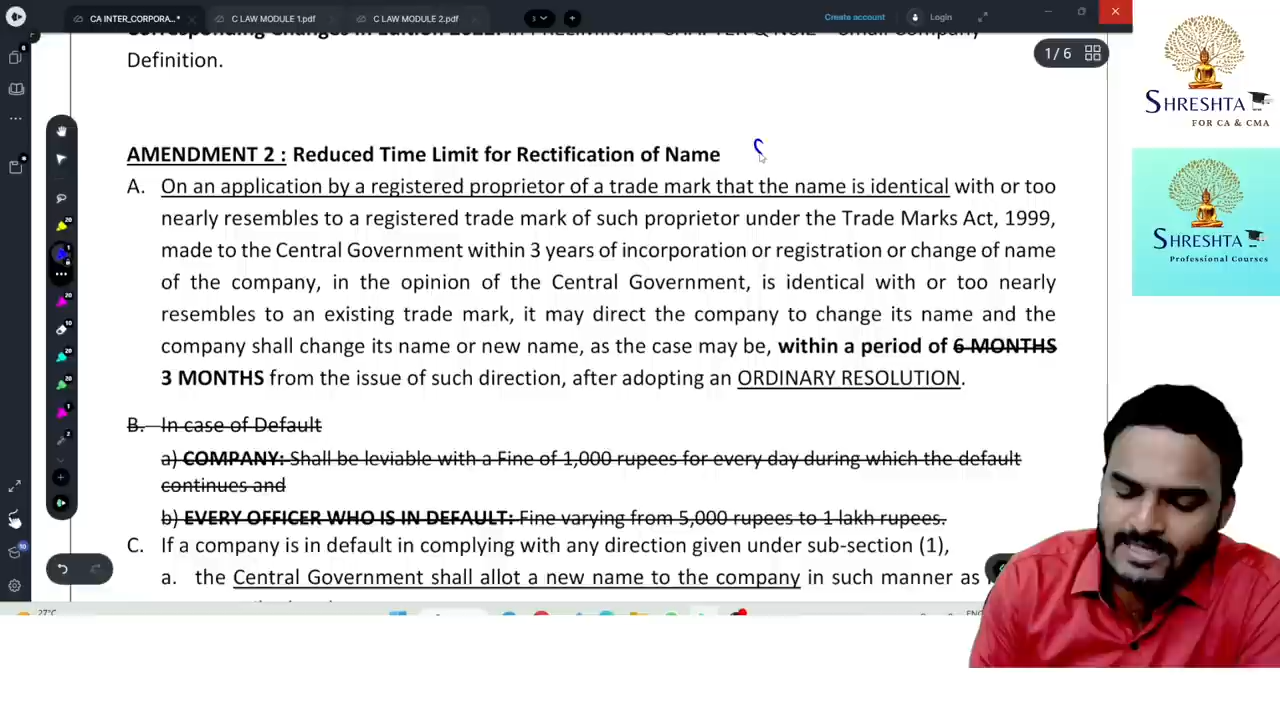 CA INTER_CORPORA...*
C LAW MODULE 1.pdf
C LAW MODULE 2.pdf
3
Create account
Login
1/6
Definition.
AMENDMENT 2 : Reduced Time Limit for Rectification of Name
A. On an application by a registered proprietor of a trade mark that the name is identical with or too
nearly resembles to a registered trade mark of such proprietor under the Trade Marks Act, 1999,
made to the Central Government within 3 years of incorporation or registration or change of name
of the company, in the opinion of the Central Government, is identical with or too nearly
resembles to an existing trade mark, it may direct the company to change its name and the
company shall change its name or new name, as the case may be, within a period of 6 MONTHS
3 MONTHS from the issue of such direction, after adopting an ORDINARY RESOLUTION.
B. In case of Default
a) COMPANY: Shall be leviable with a Fine of 1,000 rupees for every day during which the default
continues and
b) EVERY OFFICER WHO IS IN DEFAULT: Fine varying from 5,000 rupees to 1 lakh rupees.
C. If a company is in default in complying with any direction given under sub-section (1),
a. the Central Government shall allot a new name to the company in such manner as
27°C
SHRESHTA
FOR CA & CMA
SHRESHTA
Professional Courses